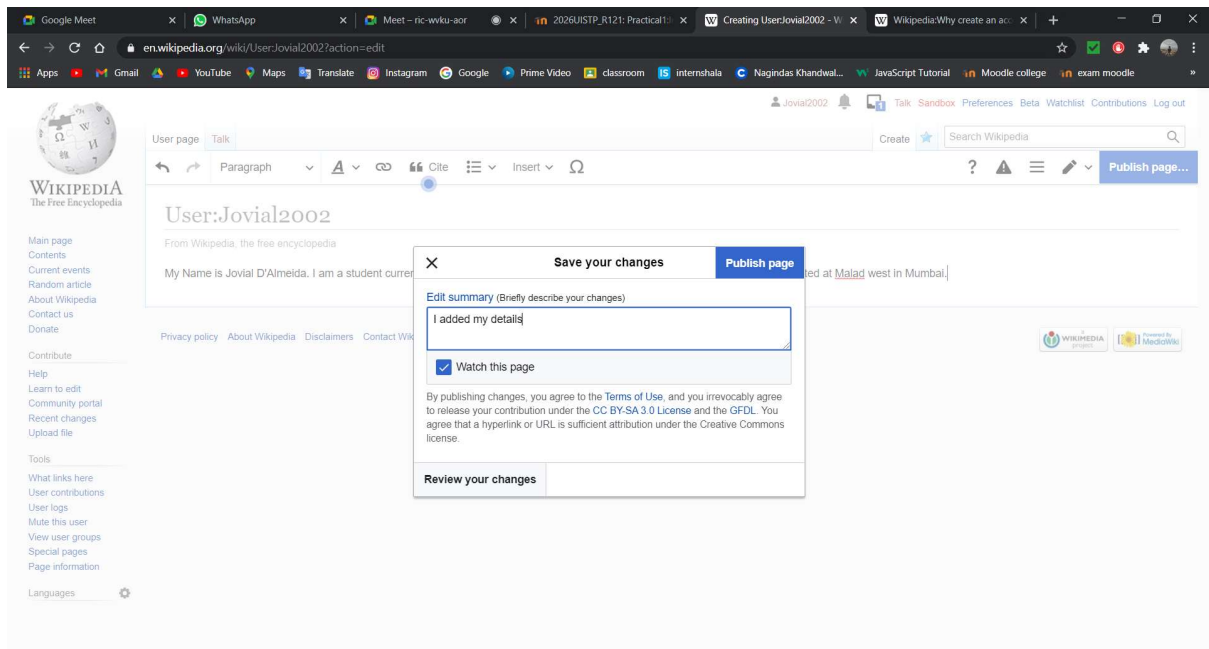 Google Meet
WhatsApp
Meet – ric-wvku-aor
2026UISTP_R121: Practical1:
Creating User:Jovial2002 - W
Wikipedia:Why create an acc
en.wikipedia.org/wiki/User:Jovial2002?action=edit
Apps
Gmail
YouTube
Maps
Translate
Instagram
Google
Prime Video
classroom
internshala
Nagindas Khandwal...
JavaScript Tutorial
Moodle college
exam moodle
»
Jovial2002
1
Talk
Sandbox
Preferences
Beta
Watchlist
Contributions
Log out
User page
Talk
Create
Search Wikipedia
Paragraph
A
Cite
Insert
Ω
?
Publish page...
WIKIPEDIA
The Free Encyclopedia
User:Jovial2002
From Wikipedia, the free encyclopedia
My Name is Jovial D'Almeida. I am a student curren
ted at Malad west in Mumbai.
Main page
Contents
Current events
Random article
About Wikipedia
Contact us
Donate
Contribute
Help
Learn to edit
Community portal
Recent changes
Upload file
Tools
What links here
User contributions
User logs
Mute this user
View user groups
Special pages
Page information
Languages
Save your changes
Publish page
Edit summary (Briefly describe your changes)
I added my details
Watch this page
By publishing changes, you agree to the Terms of Use, and you irrevocably agree
to release your contribution under the CC BY-SA 3.0 License and the GFDL. You
agree that a hyperlink or URL is sufficient attribution under the Creative Commons
license.
Review your changes
Privacy policy
About Wikipedia
Disclaimers
Contact Wik
WIKIMEDIA
project
Powered By
MediaWiki